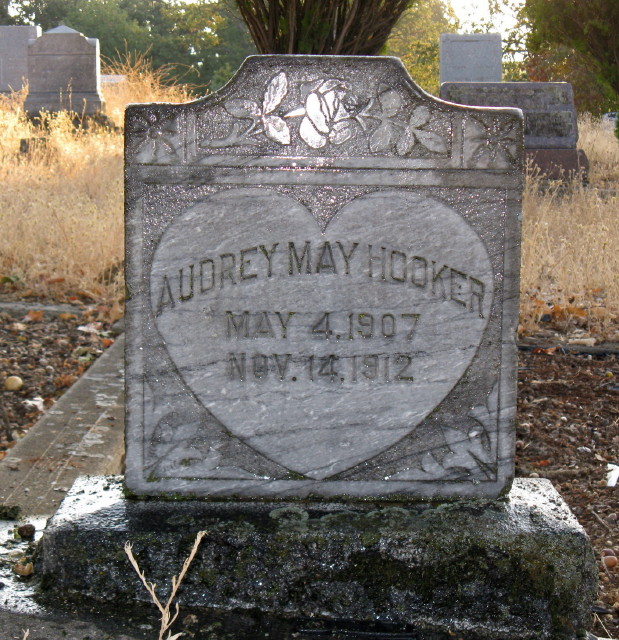 AUDREY MAY HOOKER
MAY 4, 1907
NOV. 14, 1912